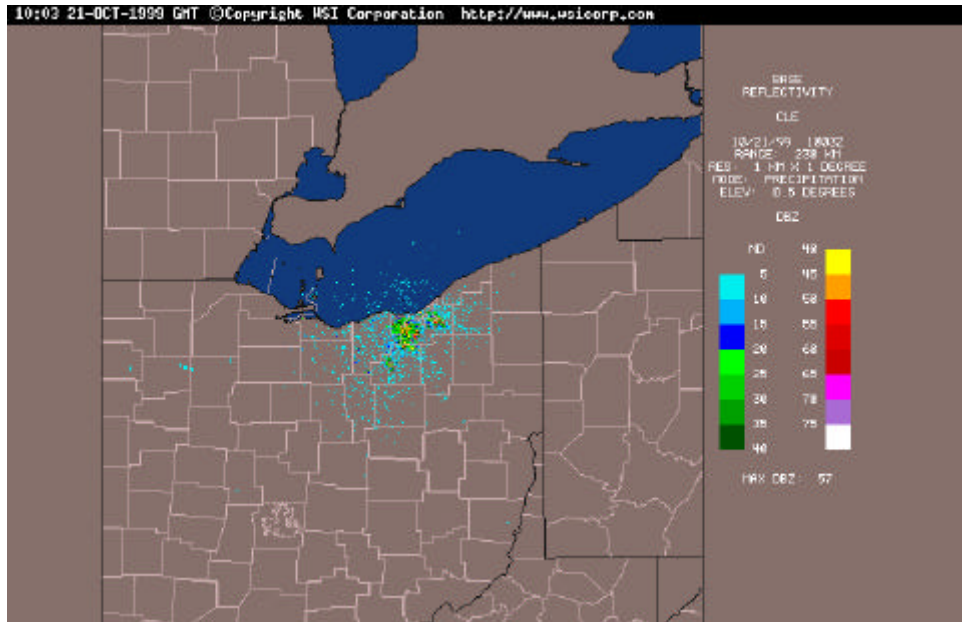 10:03 21-OCT-1999 GMT ©Copyright WSI Corporation http://www.wsicorp.com
BASE
REFLECTIVITY
CLE
10/21/99 1003Z
RANGE: 230 KM
RES: 1 KM X 1 DEGREE
MODE: PRECIPITATION
ELEV: 0.5 DEGREES
DBZ
ND 40
5 45
10 50
15 55
20 60
25 65
30 70
35 75
40
MAX DBZ: 57